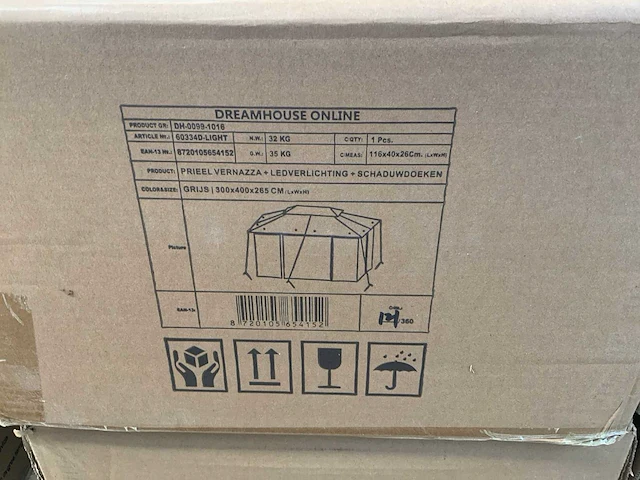 DREAMHOUSE ONLINE
PRODUCT GR: DH-0099-1016
ARTICLE Nr.: 60334D-LIGHT N.W.: 32 KG C QTY: 1 Pcs.
EAN-13 Nr.: 8720105654152 G.W.: 35 KG C/MEAS: 116x40x26Cm. (LxWxH)
PRODUCT: PRIEEL VERNAZZA + LEDVERLICHTING + SCHADUWDOEKEN
COLOR&SIZE: GRIJS | 300x400x265 CM (LxWxH)
Picture
EAN-13:
8 720105 654152
/360